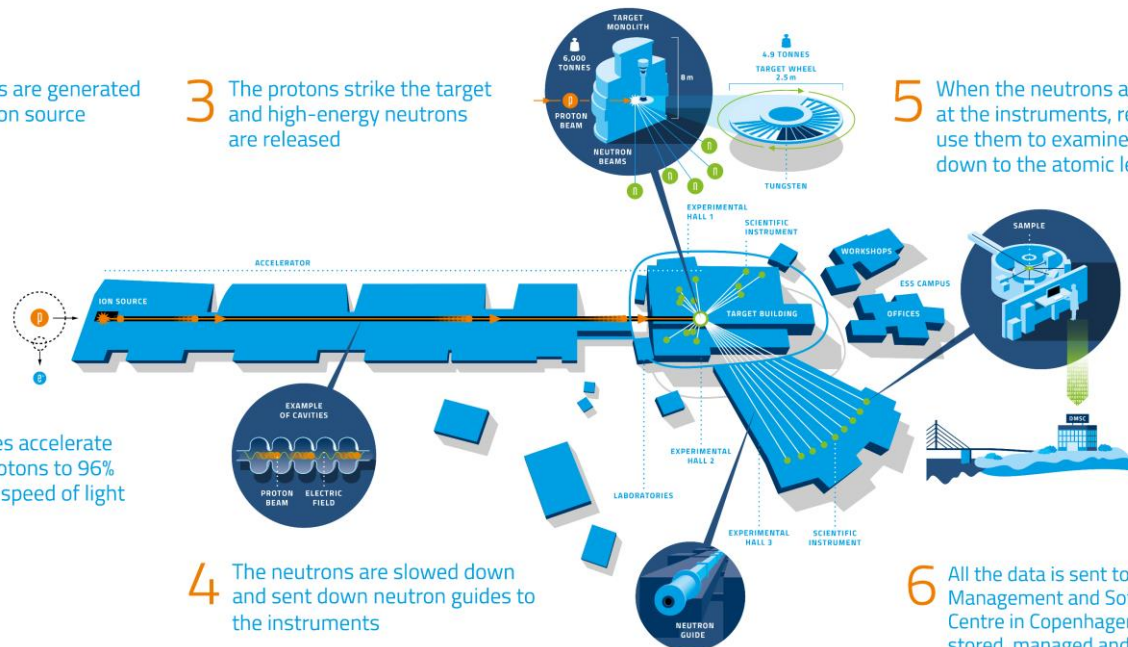 s are generated
on source
3
The protons strike the target
and high-energy neutrons
are released
TARGET
MONOLITH
6,000
TONNES
8 m
P
PROTON
BEAM
NEUTRON
BEAMS
n
n
n
n
n
4.9 TONNES
TARGET WHEEL
2.5 m
TUNGSTEN
5
When the neutrons a
at the instruments, re
use them to examine
down to the atomic le
EXPERIMENTAL
HALL 1
SCIENTIFIC
INSTRUMENT
ACCELERATOR
ION SOURCE
p
e-
TARGET BUILDING
WORKSHOPS
ESS CAMPUS
OFFICES
SAMPLE
DMSC
es accelerate
otons to 96%
speed of light
EXAMPLE
OF CAVITIES
PROTON
BEAM
ELECTRIC
FIELD
EXPERIMENTAL
HALL 2
LABORATORIES
EXPERIMENTAL
HALL 3
SCIENTIFIC
INSTRUMENT
NEUTRON
GUIDE
4
The neutrons are slowed down
and sent down neutron guides to
the instruments
6
All the data is sent to
Management and Sof
Centre in Copenhagen
stored, managed and